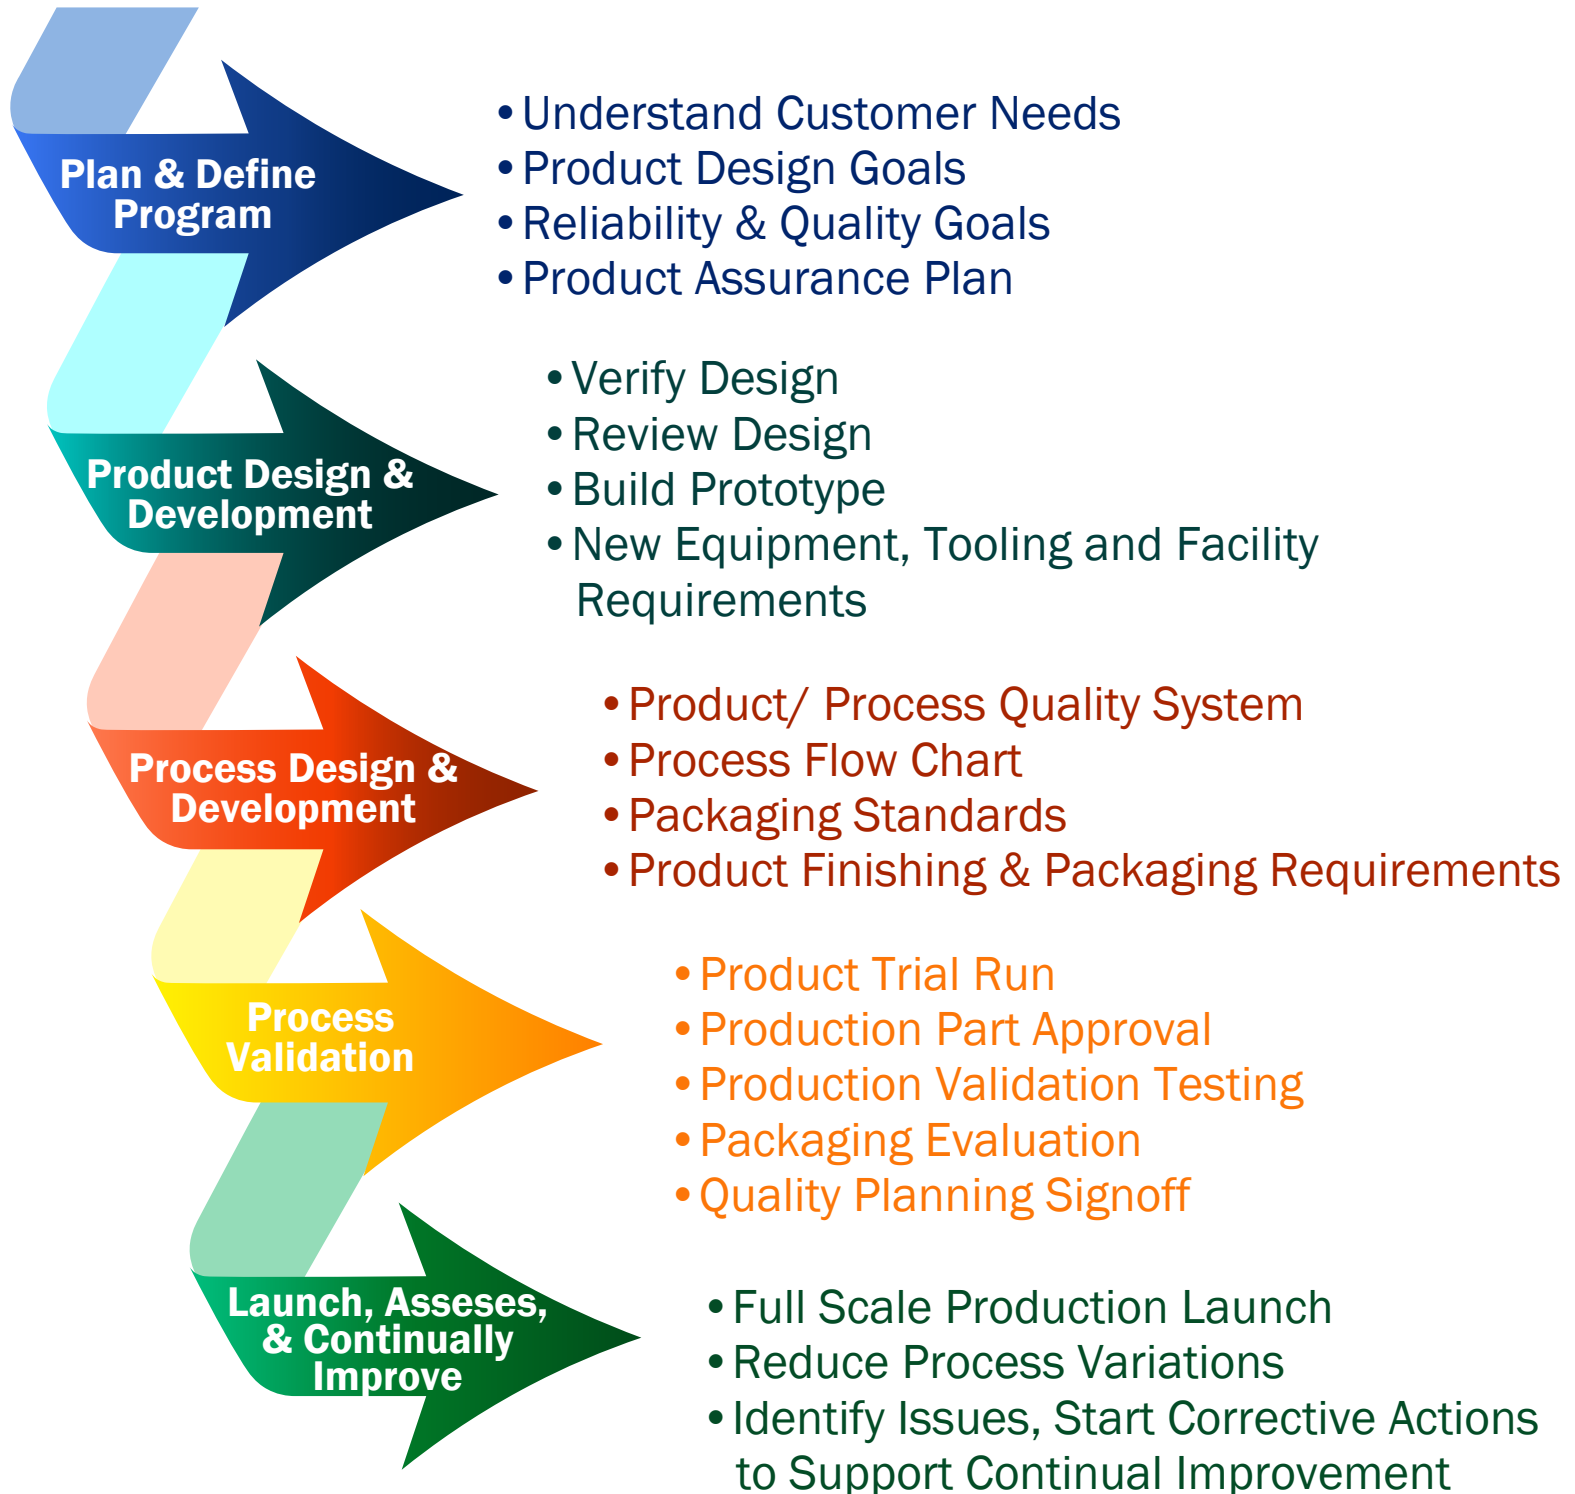 Plan & Define
Program
•Understand Customer Needs
•Product Design Goals
•Reliability & Quality Goals
•Product Assurance Plan
Product Design &
Development
•Verify Design
•Review Design
•Build Prototype
•New Equipment, Tooling and Facility
Requirements
Process Design &
Development
•Product/ Process Quality System
•Process Flow Chart
•Packaging Standards
•Product Finishing & Packaging Requirements
Process
Validation
•Product Trial Run
•Production Part Approval
•Production Validation Testing
•Packaging Evaluation
•Quality Planning Signoff
Launch, Asseses,
& Continually
Improve
•Full Scale Production Launch
•Reduce Process Variations
•Identify Issues, Start Corrective Actions
to Support Continual Improvement